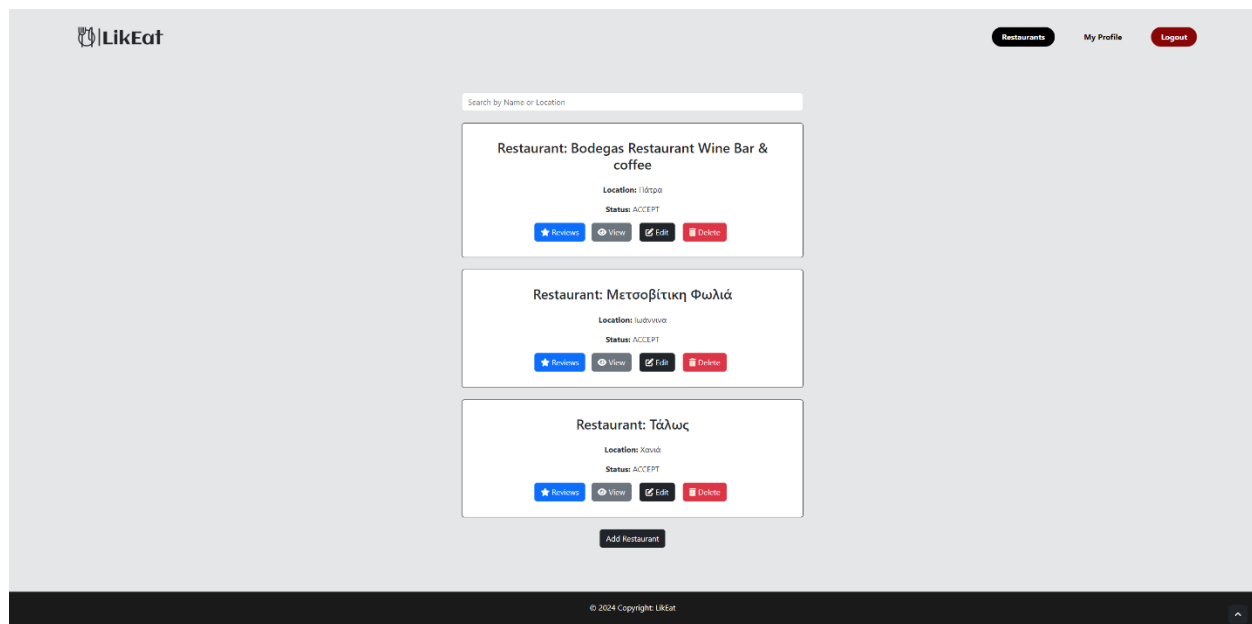 LikEat
Restaurants My Profile Logout
Search by Name or Location
Restaurant: Bodegas Restaurant Wine Bar &
coffee
Location: Πάτρα
Status: ACCEPT
Reviews View Edit Delete
Restaurant: Μετσοβίτικη Φωλιά
Location: Ιωάννινα
Status: ACCEPT
Reviews View Edit Delete
Restaurant: Τάλως
Location: Χανιά
Status: ACCEPT
Reviews View Edit Delete
Add Restaurant
© 2024 Copyright: LikEat